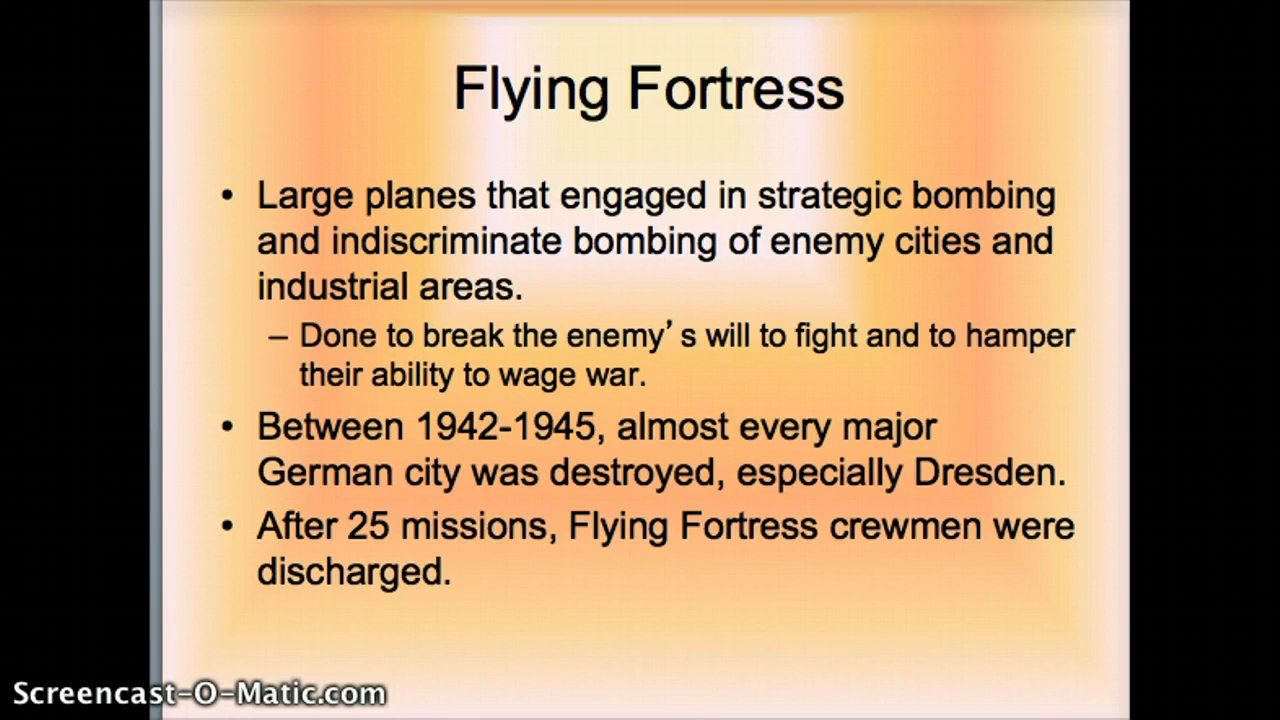 Flying Fortress
• Large planes that engaged in strategic bombing
and indiscriminate bombing of enemy cities and
industrial areas.
– Done to break the enemy’ s will to fight and to hamper
their ability to wage war.
• Between 1942-1945, almost every major
German city was destroyed, especially Dresden.
• After 25 missions, Flying Fortress crewmen were
discharged.
Screencast-O-Matic.com